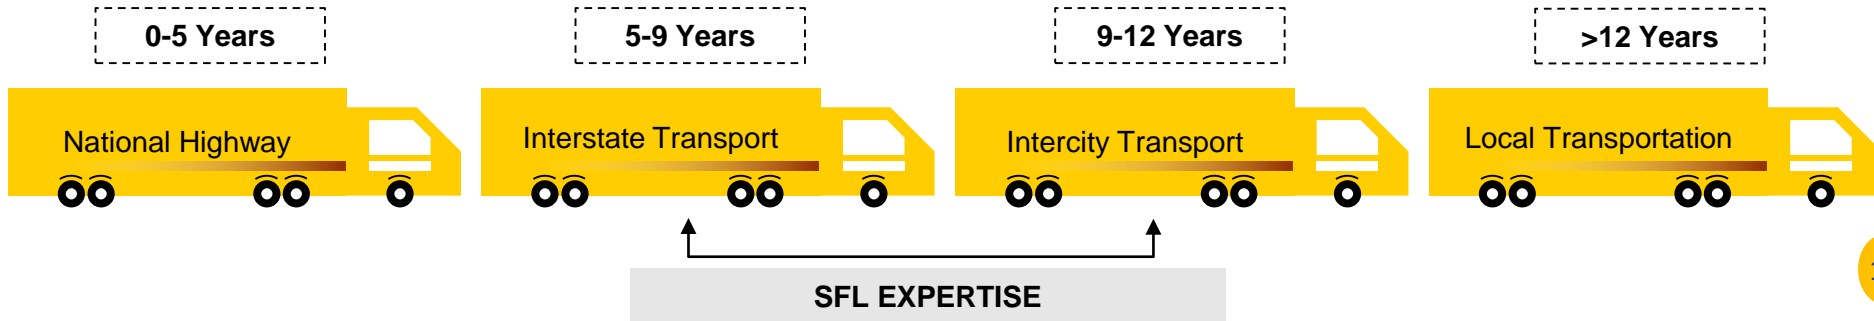 0-5 Years
5-9 Years
9-12 Years
>12 Years
National Highway
Interstate Transport
Intercity Transport
Local Transportation
SFL EXPERTISE